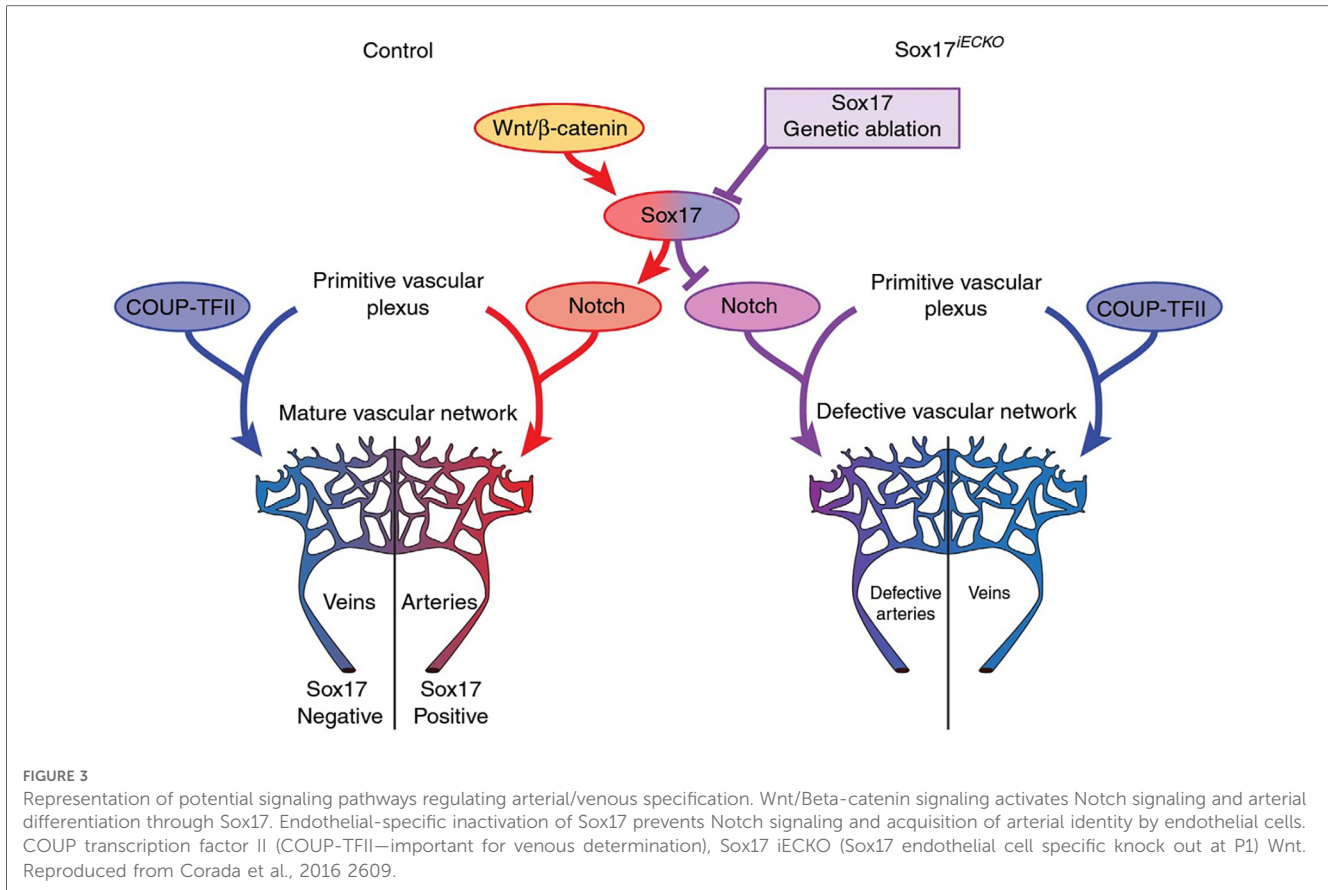 Control
Sox17iECKO
Wnt/β-catenin
Sox17
Genetic ablation
Sox17
COUP-TFII
Primitive vascular
plexus
Notch
Notch
Primitive vascular
plexus
COUP-TFII
Mature vascular network
Defective vascular network
Veins
Arteries
Defective
arteries
Veins
Sox17
Negative
Sox17
Positive
FIGURE 3
Representation of potential signaling pathways regulating arterial/venous specification. Wnt/Beta-catenin signaling activates Notch signaling and arterial
differentiation through Sox17. Endothelial-specific inactivation of Sox17 prevents Notch signaling and acquisition of arterial identity by endothelial cells.
COUP transcription factor II (COUP-TFII—important for venous determination), Sox17 iECKO (Sox17 endothelial cell specific knock out at P1) Wnt.
Reproduced from Corada et al., 2016 2609.